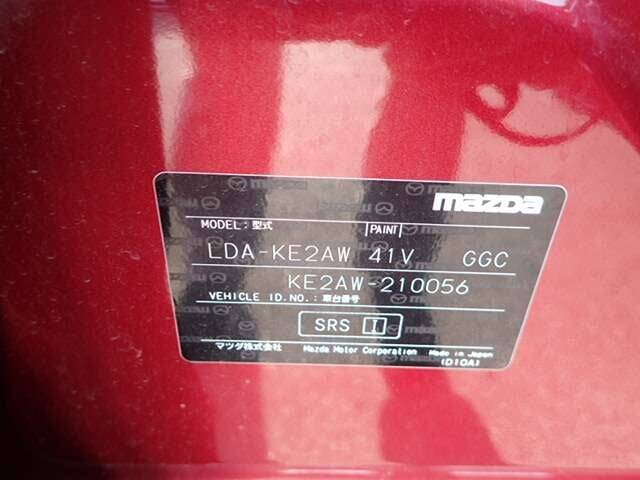 mazda
MODEL:型式 PAINT
LDA-KE2AW 41V GGC
KE2AW-210056
VEHICLE ID.NO.:車台番号
SRS I
マツダ株式会社 Mazda Motor Corporation Made in Japan
(D10A)